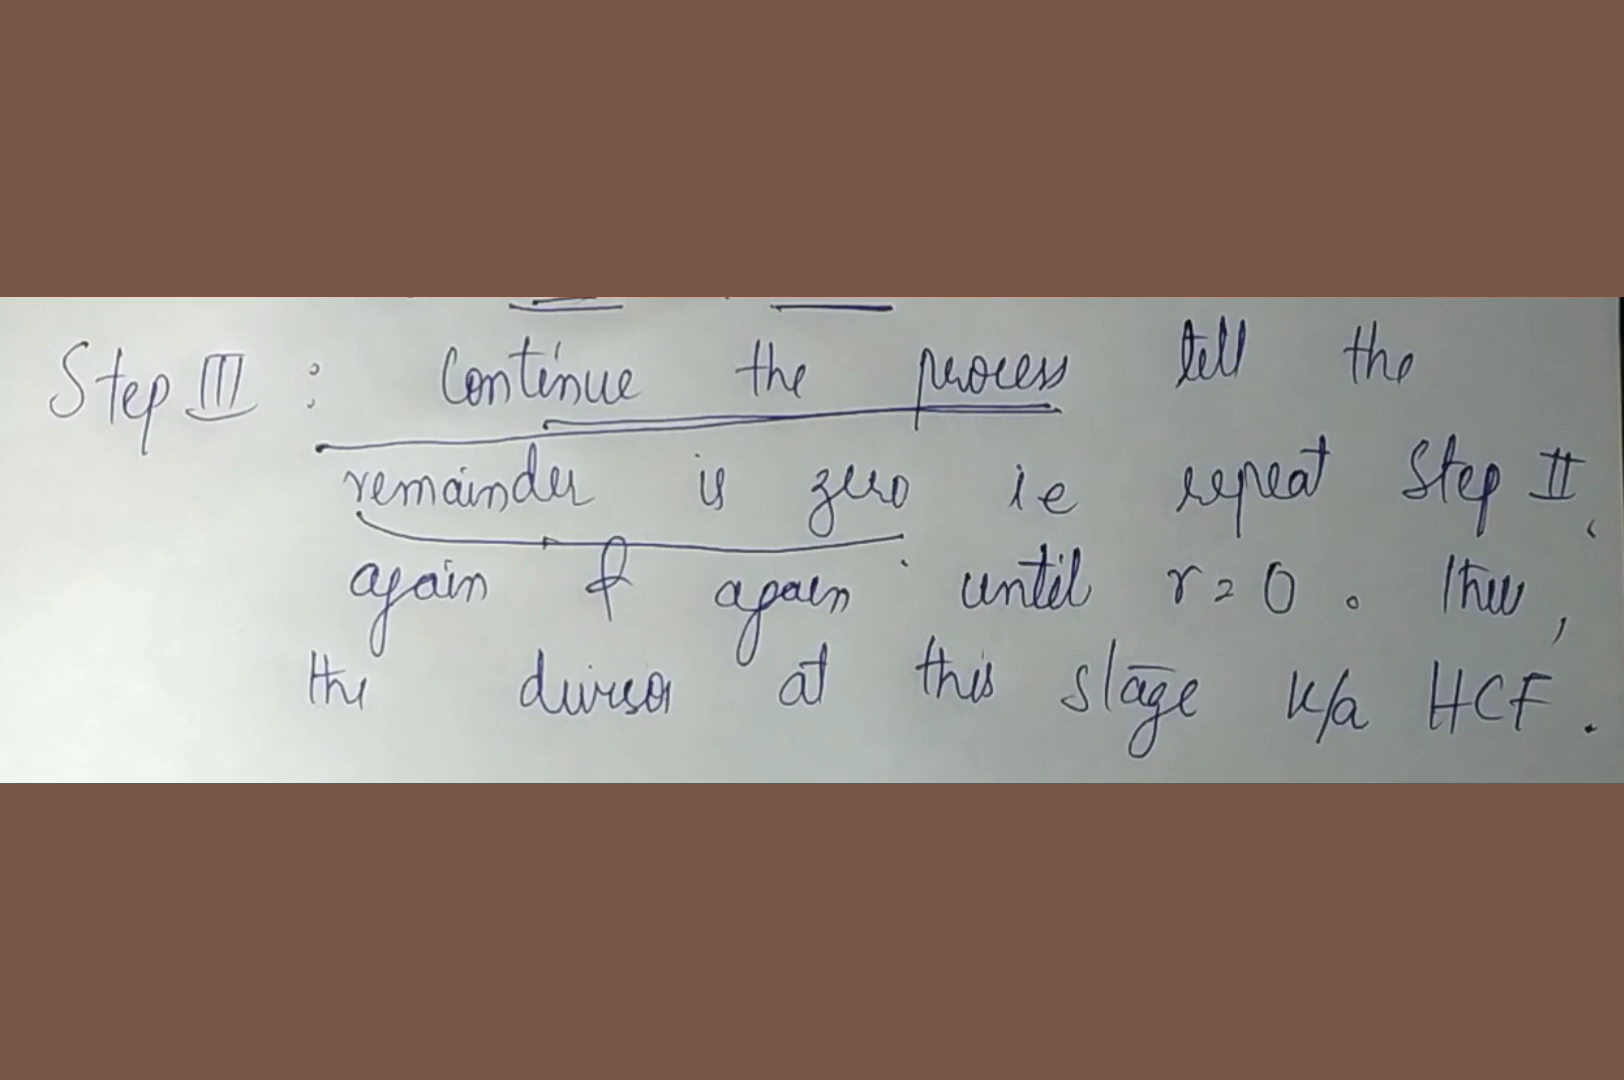 Step III : Continue the process till the
remainder is zero ie repeat Step II
again & again until r = 0 . Then,
the divisor at this stage k/a HCF.